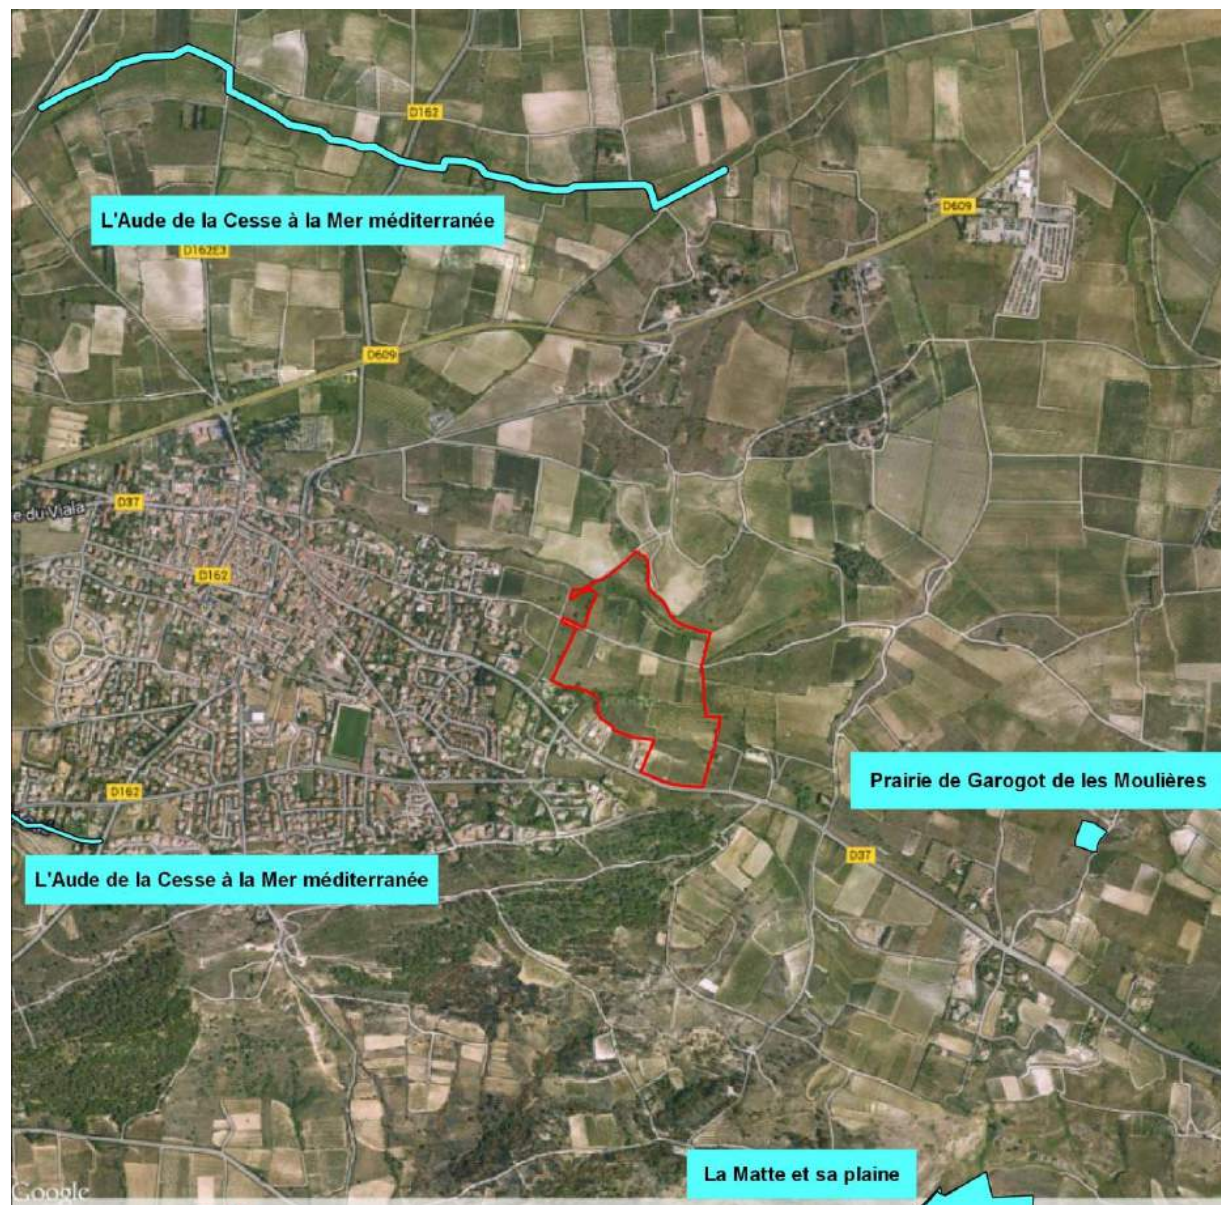 D162
L'Aude de la Cesse à la Mer méditerranée
D162E3
D609
D609
D37
e du Viala
D162
Prairie de Garogot de les Moulières
D162
D37
L'Aude de la Cesse à la Mer méditerranée
La Matte et sa plaine
Google